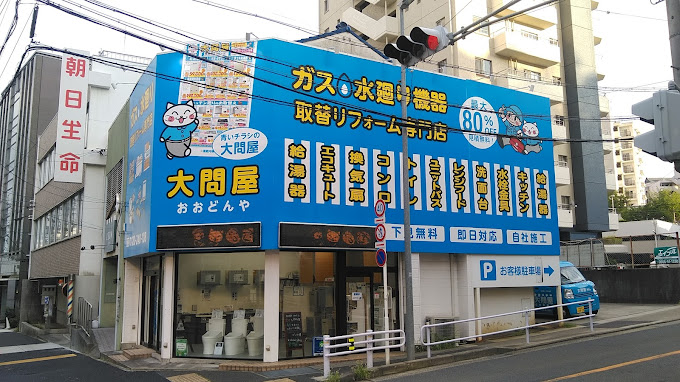 朝日生命
ガス 水廻り機器
取替リフォーム専門店
最大
80%OFF
青いチラシの
大問屋
大問屋
おおどんや
給湯器
エコキュート
換気扇
コンロ
トイレ
ユニットバス
レンジフード
洗面台
水栓金具
キッチン
給湯器
下見無料
即日対応
自社施工
P お客様駐車場